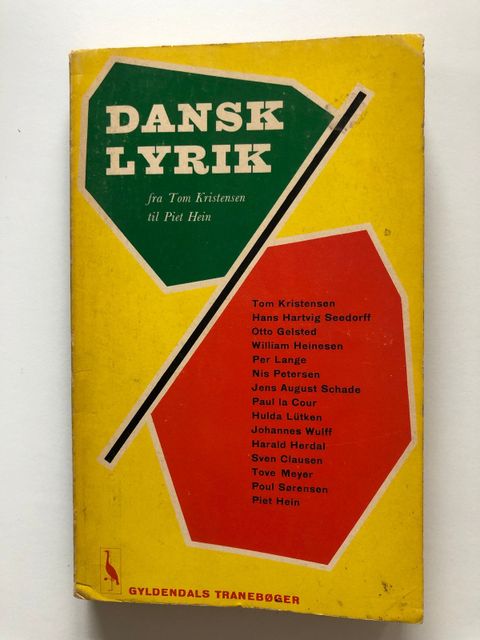 DANSK
LYRIK
fra Tom Kristensen
til Piet Hein
Tom Kristensen
Hans Hartvig Seedorff
Otto Gelsted
William Heinesen
Per Lange
Nis Petersen
Jens August Schade
Paul la Cour
Hulda Lütken
Johannes Wulff
Harald Herdal
Sven Clausen
Tove Meyer
Poul Sørensen
Piet Hein
GYLDENDALS TRANEBØGER